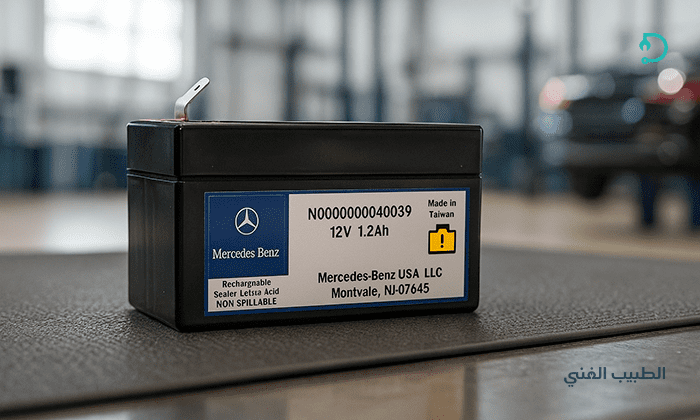 N0000000040039
12V 1.2Ah
Made in
Taiwan
!
Mercedes Benz
Rechargnable
Sealer Letsıa Acid
NON SPILLABLE
Mercedes-Benz USA LLC
Montvale, NJ-07645
الطبيب الفني